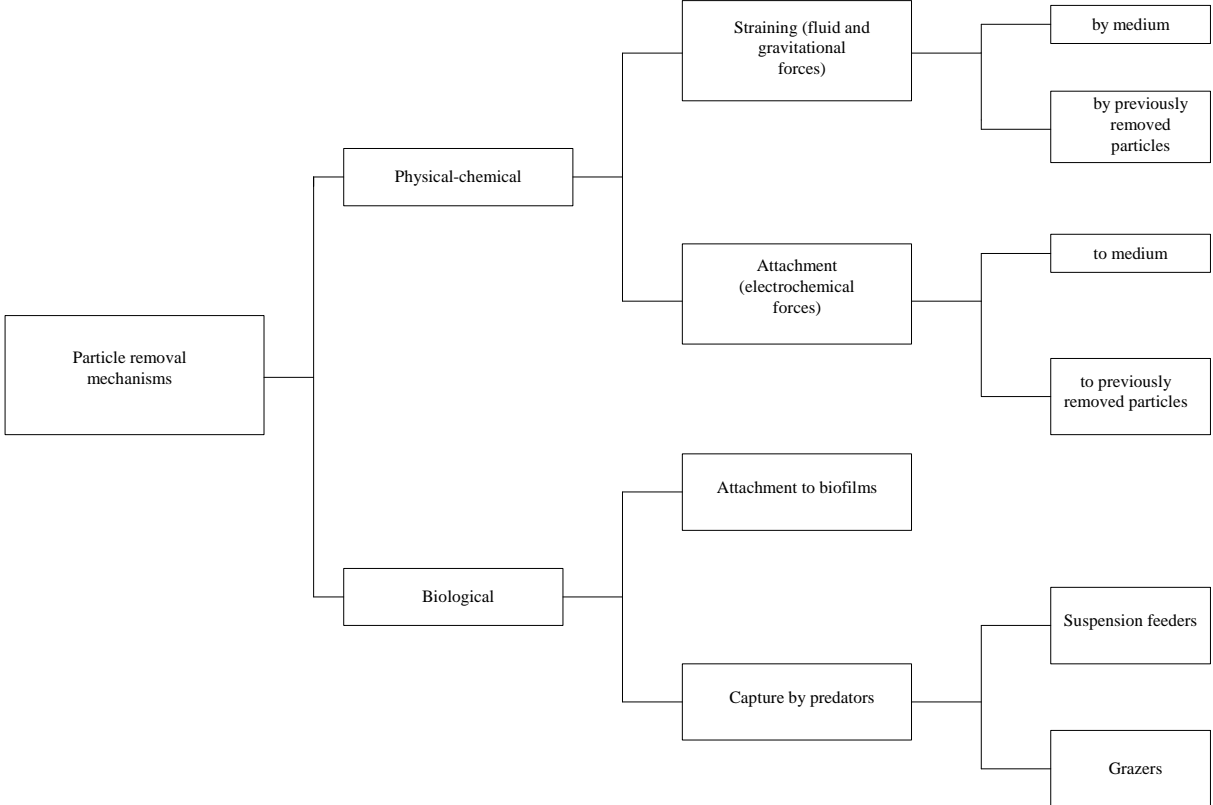 Straining (fluid and
gravitational
forces)
by medium
by previously
removed
particles
Physical-chemical
Attachment
(electrochemical
forces)
to medium
to previously
removed particles
Particle removal
mechanisms
Attachment to biofilms
Biological
Suspension feeders
Capture by predators
Grazers